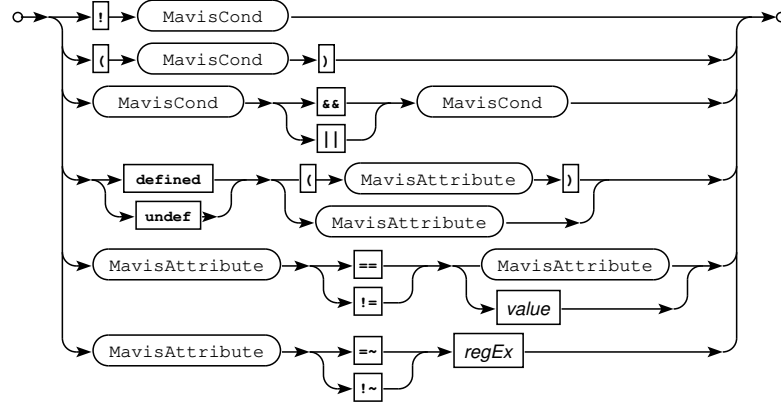 ! MavisCond
( MavisCond )
MavisCond && MavisCond
||
defined ( MavisAttribute )
undef MavisAttribute
MavisAttribute == MavisAttribute
!= value
MavisAttribute =~ regEx
!~